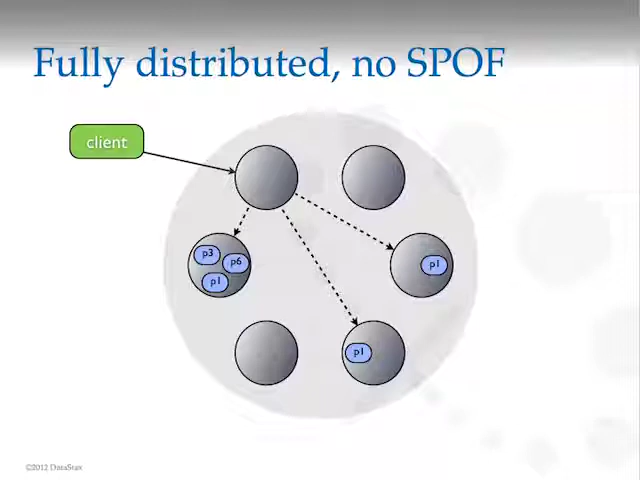 Fully distributed, no SPOF
client
p3
p6
p1
p1
p1
©2012 DataStax